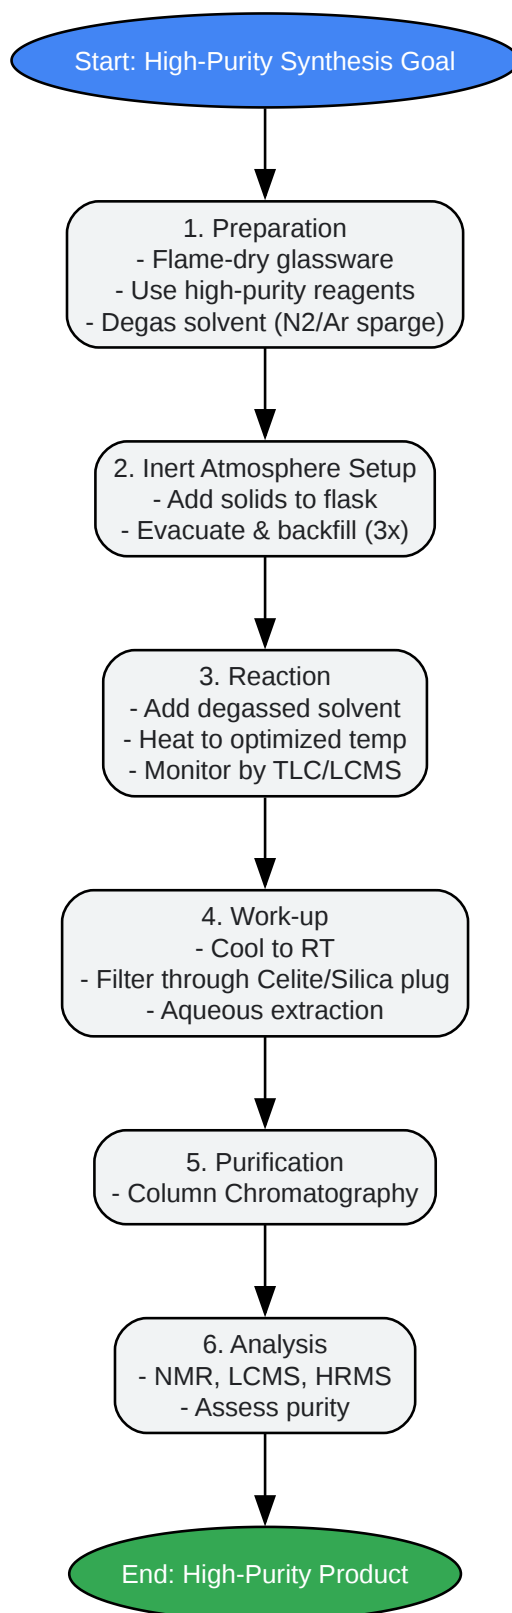 Start: High-Purity Synthesis Goal
1. Preparation
- Flame-dry glassware
- Use high-purity reagents
- Degas solvent (N2/Ar sparge)
2. Inert Atmosphere Setup
- Add solids to flask
- Evacuate & backfill (3x)
3. Reaction
- Add degassed solvent
- Heat to optimized temp
- Monitor by TLC/LCMS
4. Work-up
- Cool to RT
- Filter through Celite/Silica plug
- Aqueous extraction
5. Purification
- Column Chromatography
6. Analysis
- NMR, LCMS, HRMS
- Assess purity
End: High-Purity Product